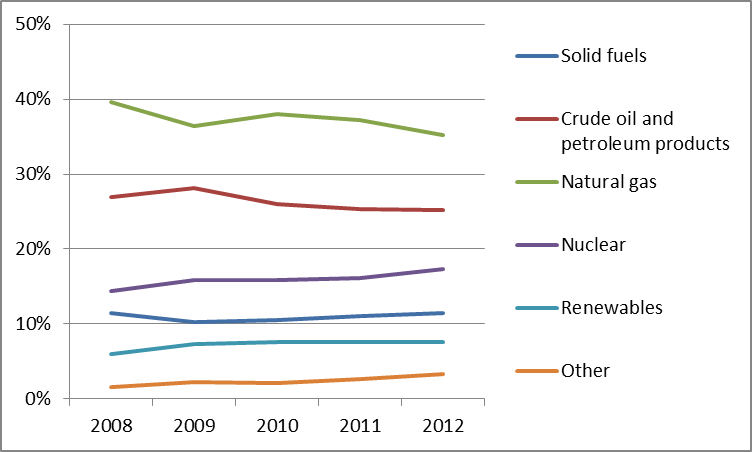 50%
40%
30%
20%
10%
0%
2008 2009 2010 2011 2012
Solid fuels
Crude oil and
petroleum products
Natural gas
Nuclear
Renewables
Other